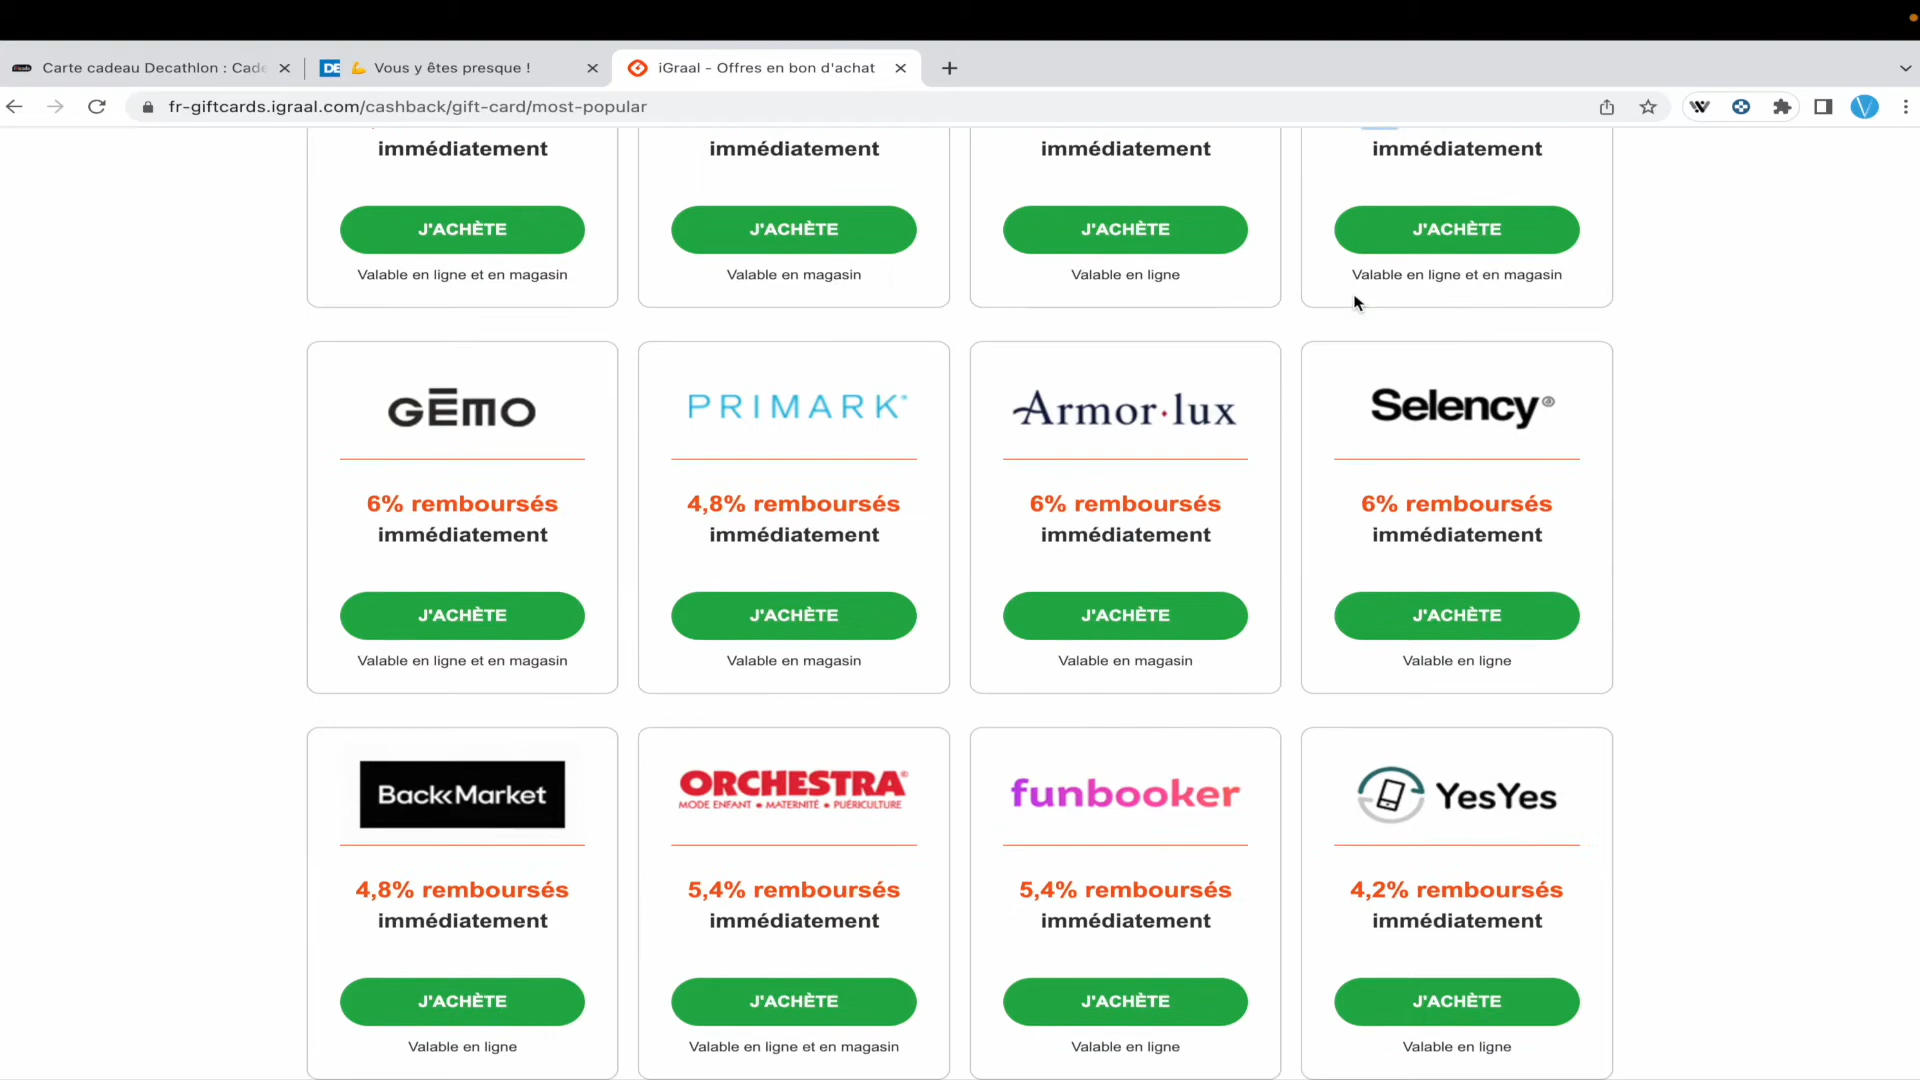 Carte cadeau Decathlon : Cade
DE Vous y êtes presque !
iGraal - Offres en bon d'achat
fr-giftcards.igraal.com/cashback/gift-card/most-popular
immédiatement immédiatement immédiatement immédiatement
J'ACHÈTE J'ACHÈTE J'ACHÈTE J'ACHÈTE
Valable en ligne et en magasin Valable en magasin Valable en ligne Valable en ligne et en magasin
GĒMO PRIMARK® Armor·lux Selency®
6% remboursés 4,8% remboursés 6% remboursés 6% remboursés
immédiatement immédiatement immédiatement immédiatement
J'ACHÈTE J'ACHÈTE J'ACHÈTE J'ACHÈTE
Valable en ligne et en magasin Valable en magasin Valable en magasin Valable en ligne
Back Market ORCHESTRA® funbooker YesYes
MODE ENFANT • MATERNITÉ • PUÉRICULTURE
4,8% remboursés 5,4% remboursés 5,4% remboursés 4,2% remboursés
immédiatement immédiatement immédiatement immédiatement
J'ACHÈTE J'ACHÈTE J'ACHÈTE J'ACHÈTE
Valable en ligne Valable en ligne et en magasin Valable en ligne Valable en ligne